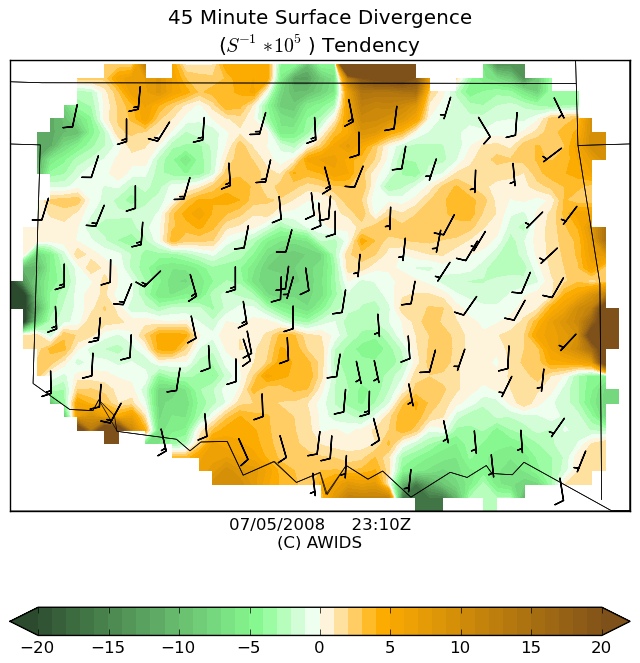 45 Minute Surface Divergence
(S⁻¹ *10⁵ ) Tendency
07/05/2008 23:10Z
(C) AWIDS
−20 −15 −10 −5 0 5 10 15 20